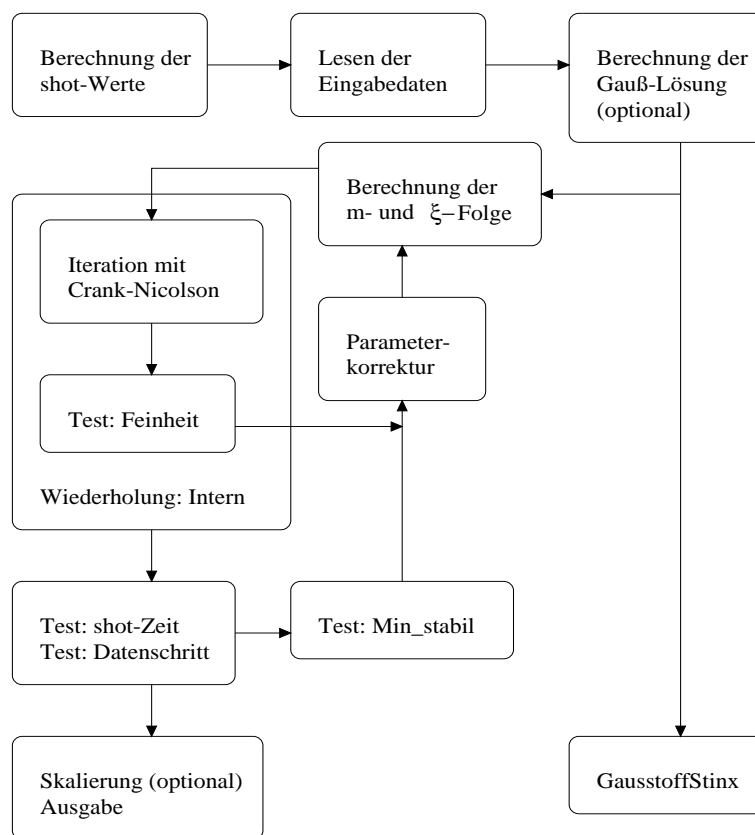 Berechnung der
shot-Werte
Lesen der
Eingabedaten
Berechnung der
Gauß-Lösung
(optional)
Berechnung der
m- und ξ-Folge
Iteration mit
Crank-Nicolson
Parameter-
korrektur
Test: Feinheit
Wiederholung: Intern
Test: shot-Zeit
Test: Datenschritt
Test: Min_stabil
Skalierung (optional)
Ausgabe
GausstoffStinx